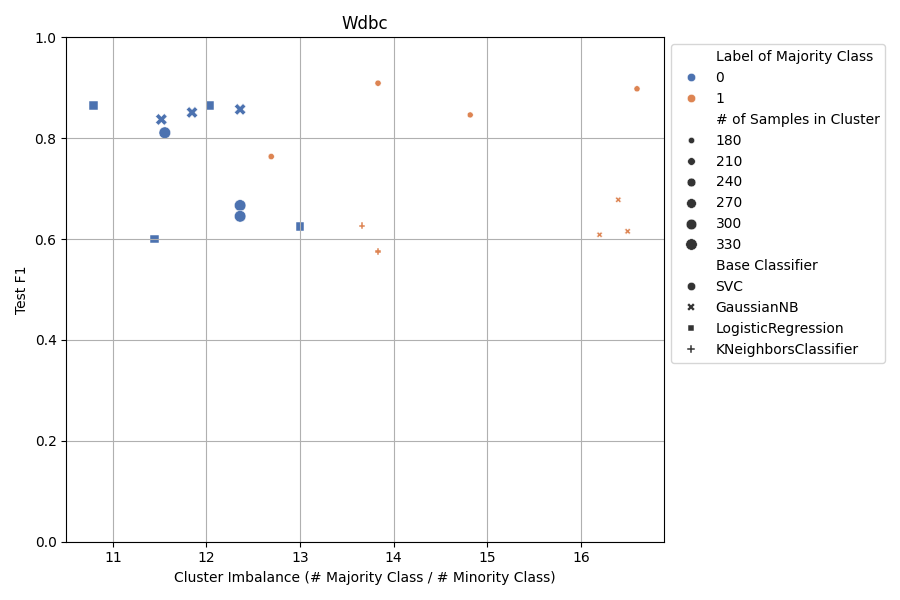 Wdbc
1.0
0.8
0.6
0.4
0.2
0.0
Test F1
11 12 13 14 15 16
Cluster Imbalance (# Majority Class / # Minority Class)
Label of Majority Class
0
1
# of Samples in Cluster
180
210
240
270
300
330
Base Classifier
SVC
GaussianNB
LogisticRegression
KNeighborsClassifier